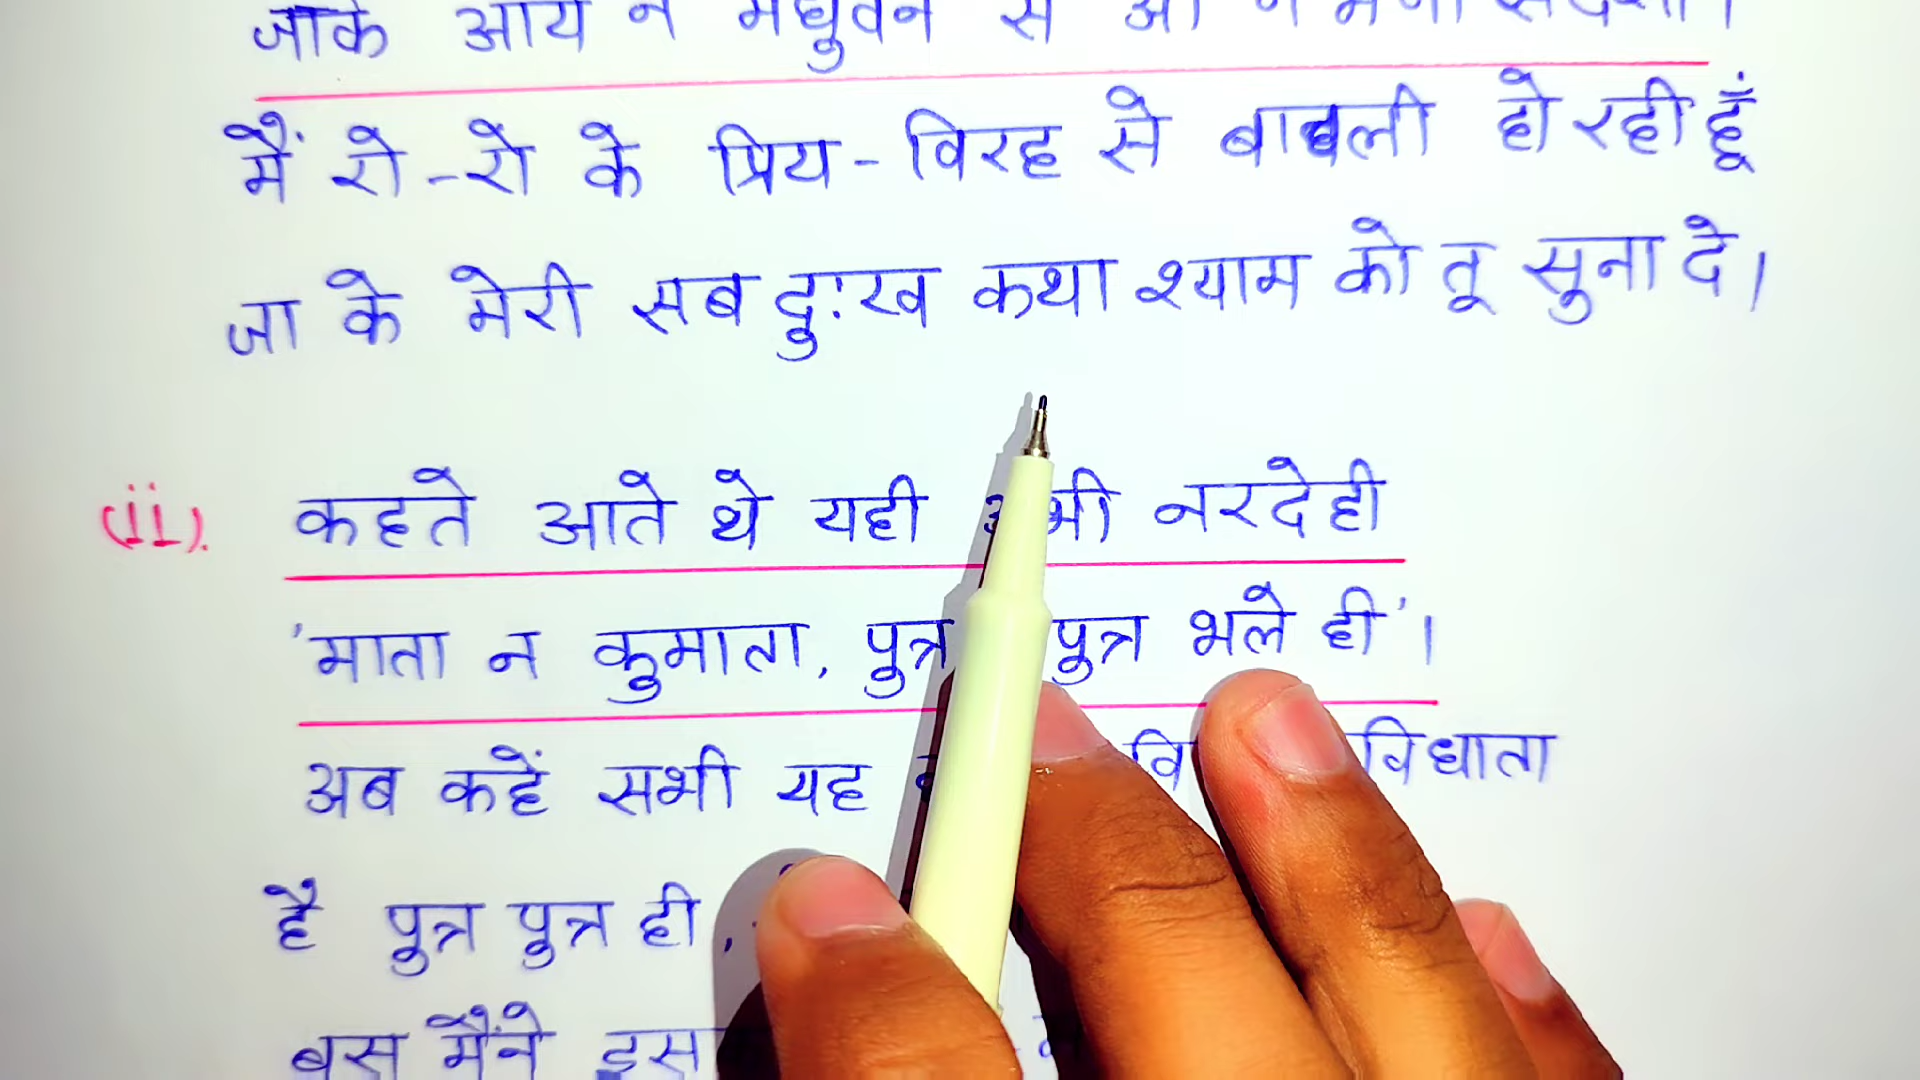 जाके आये न मधुवन से
मैं रो-रो के प्रिय-विरह से बावली हो रही हूँ
जा के मेरी सब दुःख कथा श्याम को तू सुना दे।
(ii). कहते आते थे यही नरदेही
'माता न कुमाता, पुत्र पुत्र भले ही'।
अब कहें सभी यह विधाता
है पुत्र पुत्र ही,
बस मैंने इस